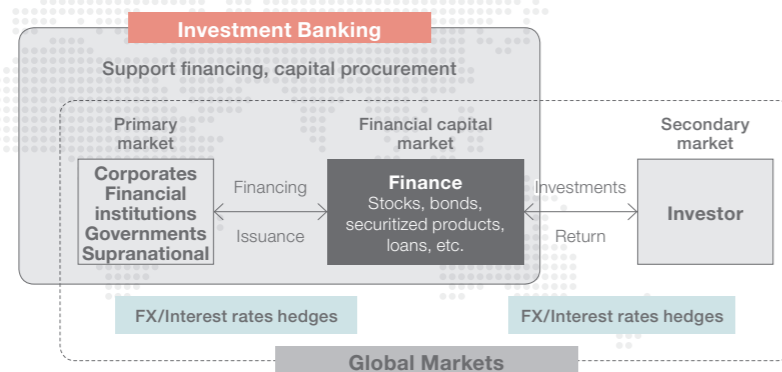 Investment Banking
Support financing, capital procurement
Primary
market
Corporates
Financial
institutions
Governments
Supranational
Financing
Issuance
Financial capital
market
Finance
Stocks, bonds,
securitized products,
loans, etc.
Investments
Return
Secondary
market
Investor
FX/Interest rates hedges
FX/Interest rates hedges
Global Markets